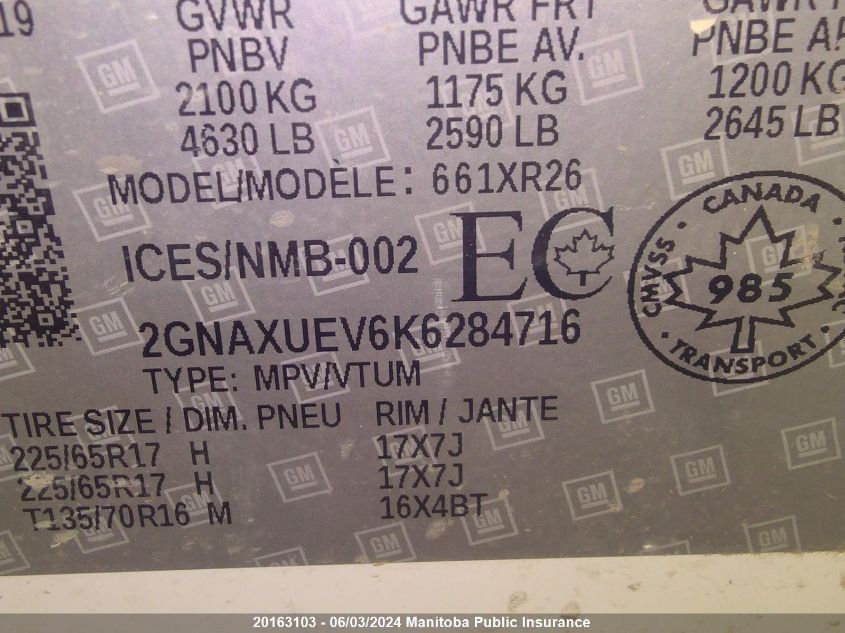 19 GVWR GAWR FRT GAWR
PNBV PNBE AV. PNBE
2100 KG 1175 KG 1200 KG
4630 LB 2590 LB 2645 LB
MODEL/MODÈLE: 661XR26
ICES/NMB-002 EC
CANADA
CMVSS
985
TRANSPORT
2GNAXUEV6K6284716
TYPE: MPV/VTUM
TIRE SIZE / DIM. PNEU RIM / JANTE
225/65R17 H 17X7J
225/65R17 H 17X7J
T135/70R16 M 16X4BT
GM
20163103 - 06/03/2024 Manitoba Public Insurance